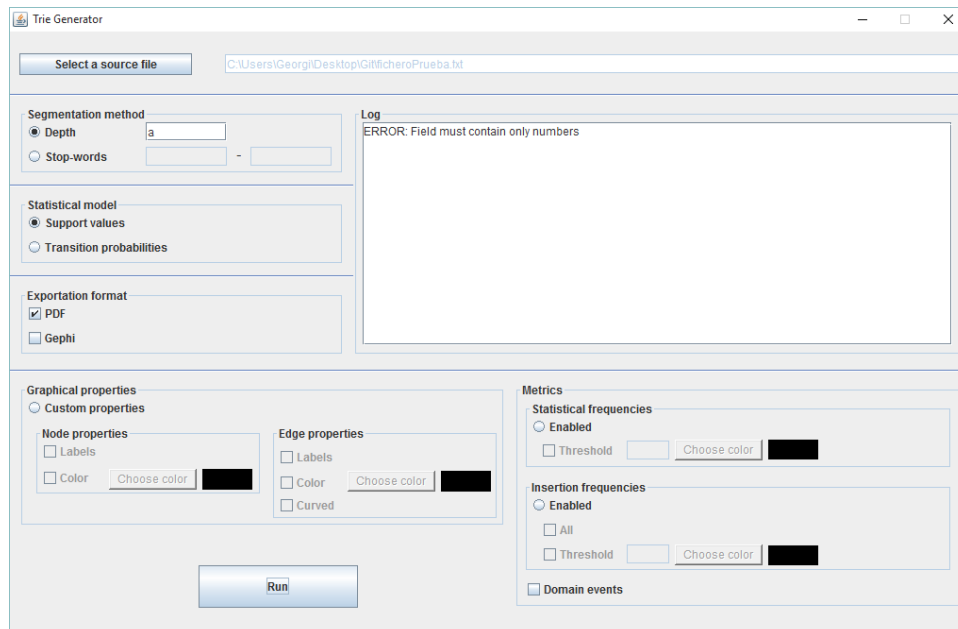 Trie Generator
Select a source file
C:\Users\Georgi\Desktop\Gift\ficheroPrueba.txt
Segmentation method
Depth
a
Stop-words
-
Statistical model
Support values
Transition probabilities
Exportation format
PDF
Gephi
Log
ERROR: Field must contain only numbers
Graphical properties
Custom properties
Node properties
Labels
Color
Choose color
Edge properties
Labels
Color
Choose color
Curved
Run
Metrics
Statistical frequencies
Enabled
Threshold
Choose color
Insertion frequencies
Enabled
All
Threshold
Choose color
Domain events